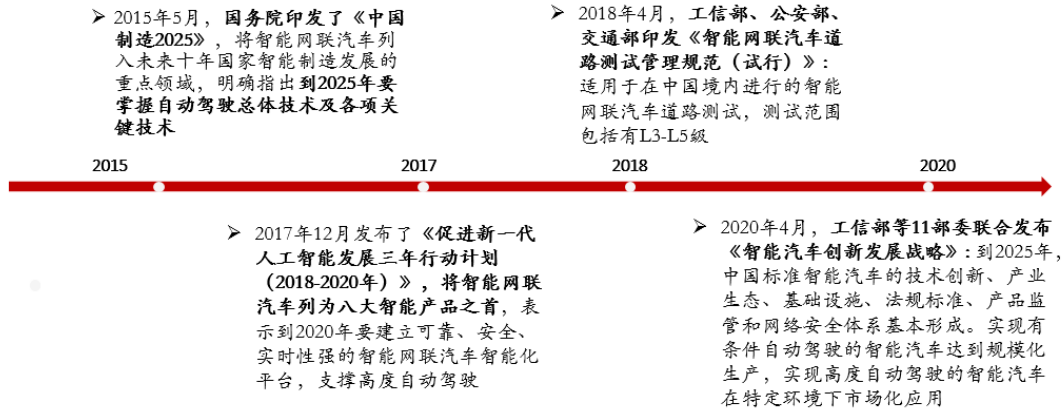 ➢ 2015年5月，国务院印发了《中国
制造2025》，将智能网联汽车列
入未来十年国家智能制造发展的
重点领域，明确指出到2025年要
掌握自动驾驶总体技术及各项关
键技术
➢ 2018年4月，工信部、公安部、
交通部印发《智能网联汽车道
路测试管理规范（试行）》：
适用于在中国境内进行的智能
网联汽车道路测试，测试范围
包括有L3-L5级
2015
2017
2018
2020
➢ 2017年12月发布了《促进新一代
人工智能发展三年行动计划
（2018-2020年）》，将智能网联
汽车列为八大智能产品之首，表
示到2020年要建立可靠、安全、
实时性强的智能网联汽车智能化
平台，支撑高度自动驾驶
➢ 2020年4月，工信部等11部委联合发布
《智能汽车创新发展战略》：到2025年，
中国标准智能汽车的技术创新、产业
生态、基础设施、法规标准、产品监
管和网络安全体系基本形成。实现有
条件自动驾驶的智能汽车达到规模化
生产，实现高度自动驾驶的智能汽车
在特定环境下市场化应用